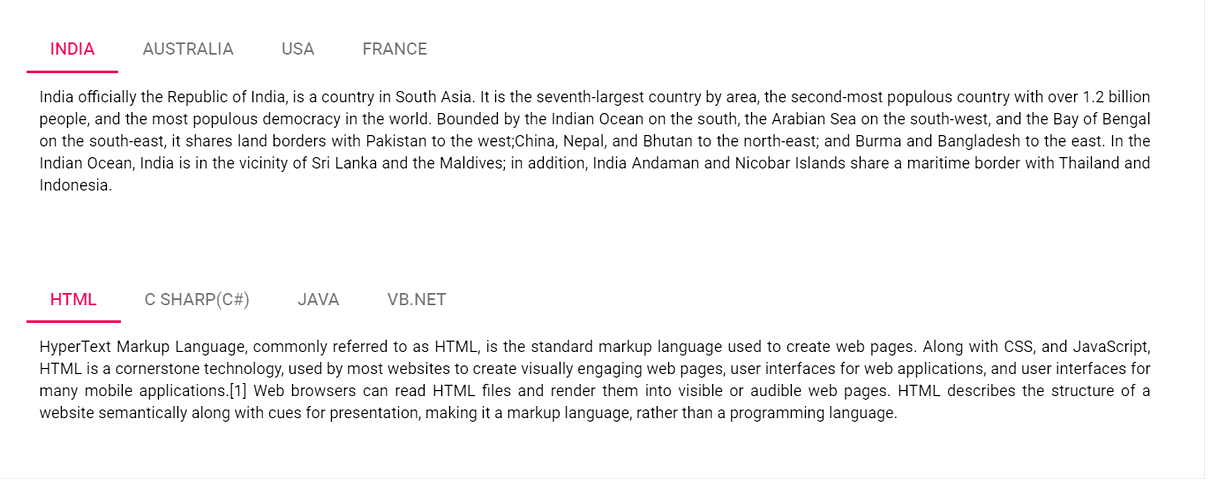 INDIA AUSTRALIA USA FRANCE
India officially the Republic of India, is a country in South Asia. It is the seventh-largest country by area, the second-most populous country with over 1.2 billion
people, and the most populous democracy in the world. Bounded by the Indian Ocean on the south, the Arabian Sea on the south-west, and the Bay of Bengal
on the south-east, it shares land borders with Pakistan to the west;China, Nepal, and Bhutan to the north-east; and Burma and Bangladesh to the east. In the
Indian Ocean, India is in the vicinity of Sri Lanka and the Maldives; in addition, India Andaman and Nicobar Islands share a maritime border with Thailand and
Indonesia.
HTML C SHARP(C#) JAVA VB.NET
HyperText Markup Language, commonly referred to as HTML, is the standard markup language used to create web pages. Along with CSS, and JavaScript,
HTML is a cornerstone technology, used by most websites to create visually engaging web pages, user interfaces for web applications, and user interfaces for
many mobile applications.[1] Web browsers can read HTML files and render them into visible or audible web pages. HTML describes the structure of a
website semantically along with cues for presentation, making it a markup language, rather than a programming language.